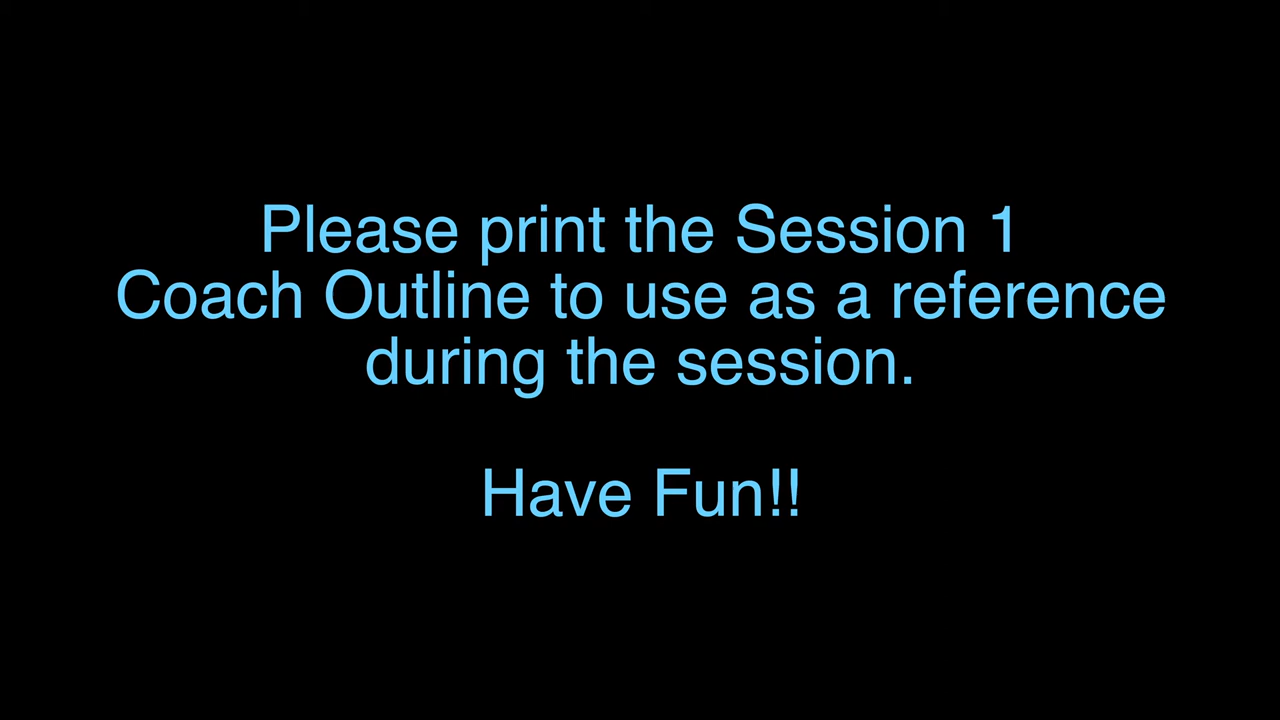 Please print the Session 1
Coach Outline to use as a reference
during the session.
Have Fun!!